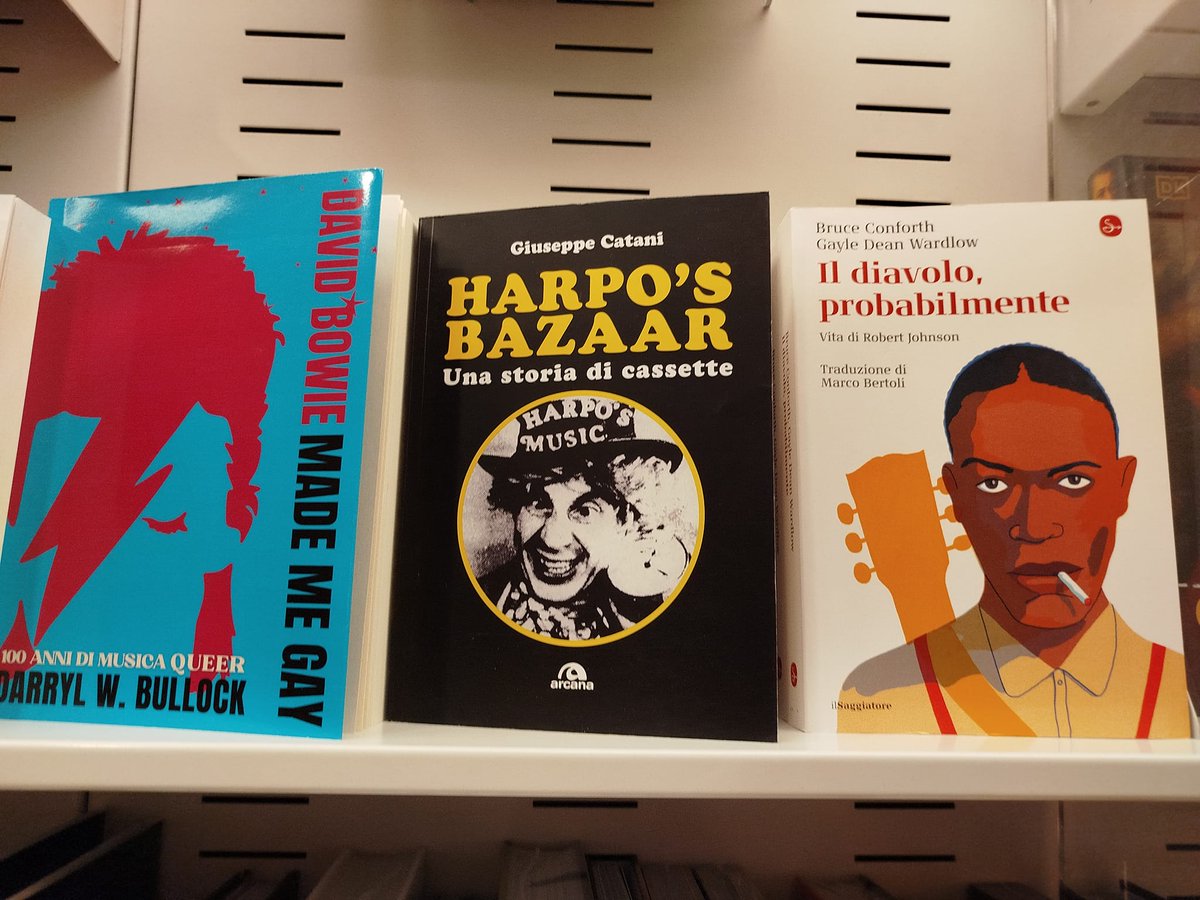 DAVID BOWIE MADE ME GAY
100 ANNI DI MUSICA QUEER
DARRYL W. BULLOCK
Giuseppe Catani
HARPO'S
BAZAAR
Una storia di cassette
HARPO'S
MUSIC
arcana
Bruce Conforth
Gayle Dean Wardlow
Il diavolo,
probabilmente
Vita di Robert Johnson
Traduzione di
Marco Bertoli
ilSaggiatore